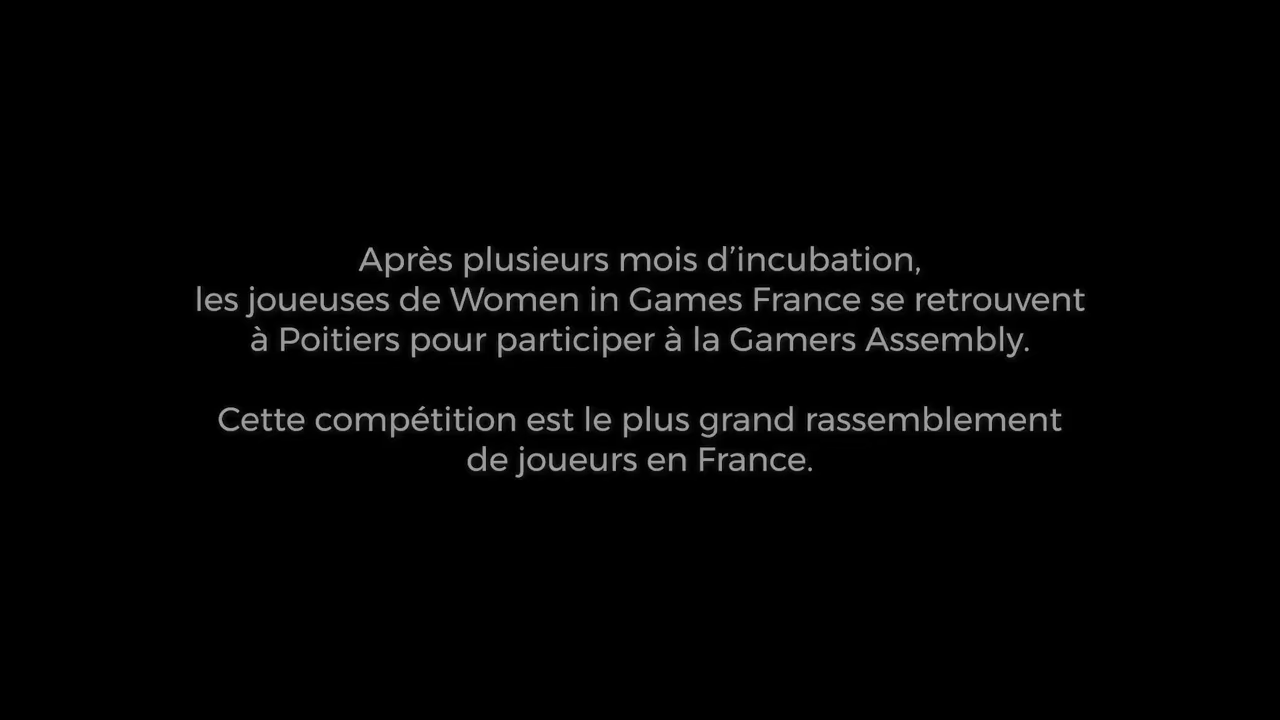 Après plusieurs mois d’incubation,
les joueuses de Women in Games France se retrouvent
à Poitiers pour participer à la Gamers Assembly.
Cette compétition est le plus grand rassemblement
de joueurs en France.